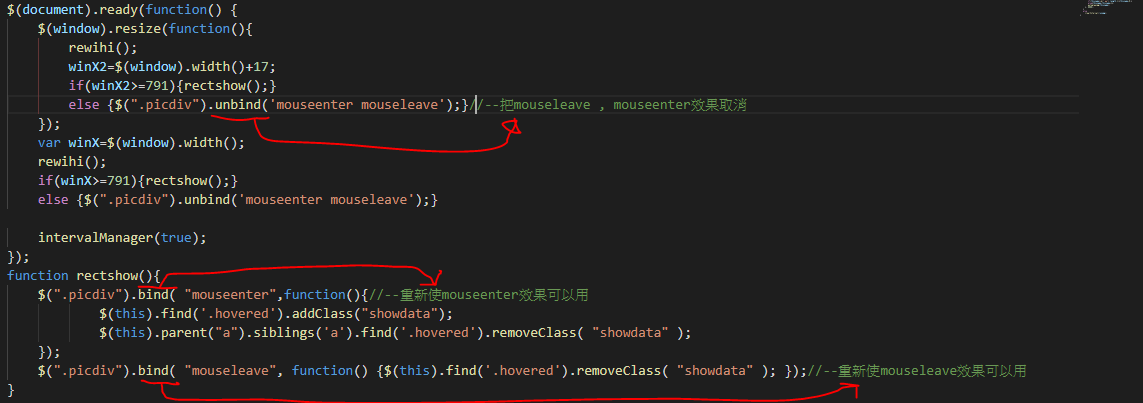 $(document).ready(function() {
$(window).resize(function(){
rewihi();
winX2=$(window).width()+17;
if(winX2>=791){rectshow();}
else {$(".picdiv").unbind('mouseenter mouseleave');}//--把mouseleave , mouseenter效果取消
});
var winX=$(window).width();
rewihi();
if(winX>=791){rectshow();}
else {$(".picdiv").unbind('mouseenter mouseleave');}
intervalManager(true);
});
function rectshow(){
$(".picdiv").bind( "mouseenter",function(){//--重新使mouseenter效果可以用
$(this).find('.hovered').addClass("showdata");
$(this).parent("a").siblings('a').find('.hovered').removeClass( "showdata" );
});
$(".picdiv").bind( "mouseleave", function() {$(this).find('.hovered').removeClass( "showdata" ); });//--重新使mouseleave效果可以用
}